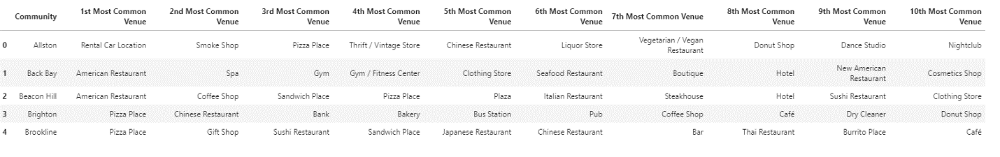 Community 1st Most Common Venue 2nd Most Common Venue 3rd Most Common Venue 4th Most Common Venue 5th Most Common Venue 6th Most Common Venue 7th Most Common Venue 8th Most Common Venue 9th Most Common Venue 10th Most Common Venue
0 Allston Rental Car Location Smoke Shop Pizza Place Thrift / Vintage Store Chinese Restaurant Liquor Store Vegetarian / Vegan Restaurant Donut Shop Dance Studio Nightclub
1 Back Bay American Restaurant Spa Gym Gym / Fitness Center Clothing Store Seafood Restaurant Boutique Hotel New American Restaurant Cosmetics Shop
2 Beacon Hill American Restaurant Coffee Shop Sandwich Place Pizza Place Plaza Italian Restaurant Steakhouse Hotel Sushi Restaurant Clothing Store
3 Brighton Pizza Place Chinese Restaurant Bank Bakery Bus Station Pub Coffee Shop Café Dry Cleaner Donut Shop
4 Brookline Pizza Place Gift Shop Sushi Restaurant Sandwich Place Japanese Restaurant Chinese Restaurant Bar Thai Restaurant Burrito Place Café